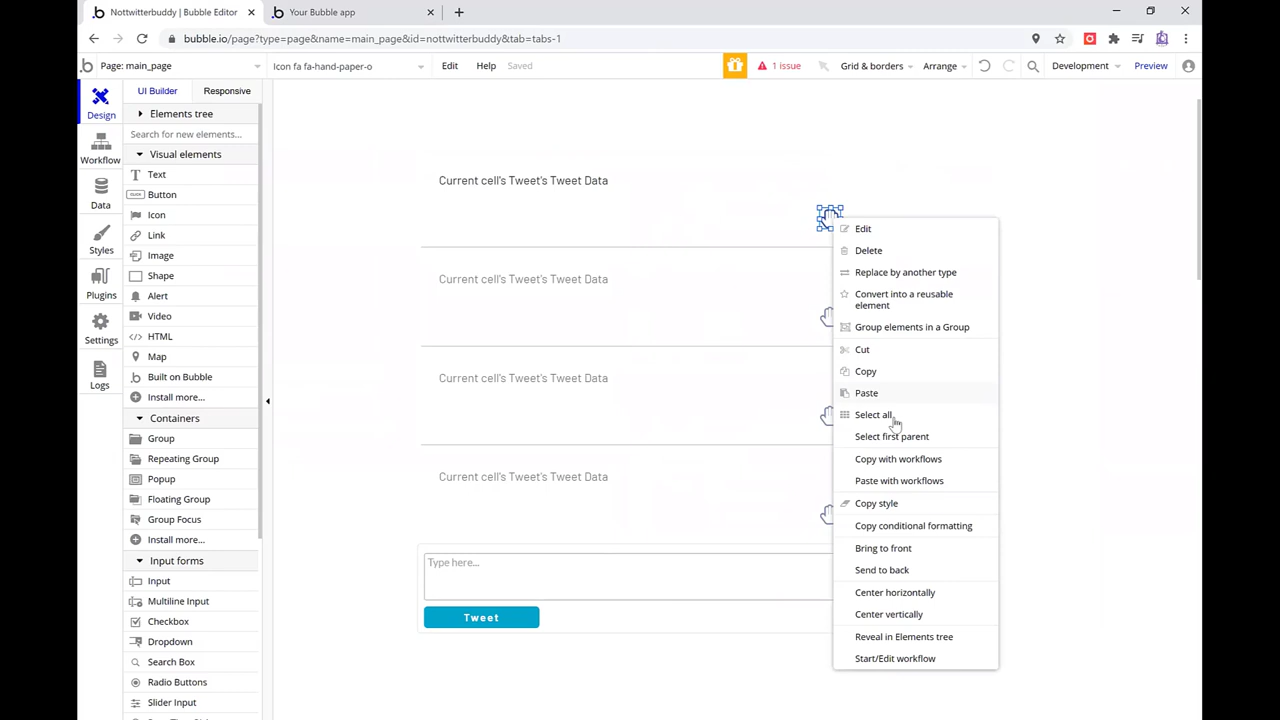 Nottwitterbuddy | Bubble Editor
Your Bubble app
bubble.io/page?type=page&name=main_page&id=nottwitterbuddy&tab=tabs-1
Page: main_page
Icon fa fa-hand-paper-o
Edit
Help
Saved
1 issue
Grid & borders
Arrange
Development
Preview
Design
Workflow
Data
Styles
Plugins
Settings
Logs
UI Builder
Responsive
Elements tree
Search for new elements...
Visual elements
Text
CLICK Button
Icon
Link
Image
Shape
Alert
Video
HTML
Map
Built on Bubble
Install more...
Containers
Group
Repeating Group
Popup
Floating Group
Group Focus
Install more...
Input forms
Input
Multiline Input
Checkbox
Dropdown
Search Box
Radio Buttons
Slider Input
Current cell's Tweet's Tweet Data
Current cell's Tweet's Tweet Data
Current cell's Tweet's Tweet Data
Current cell's Tweet's Tweet Data
Type here...
Tweet
Edit
Delete
Replace by another type
Convert into a reusable
element
Group elements in a Group
Cut
Copy
Paste
Select all
Select first parent
Copy with workflows
Paste with workflows
Copy style
Copy conditional formatting
Bring to front
Send to back
Center horizontally
Center vertically
Reveal in Elements tree
Start/Edit workflow